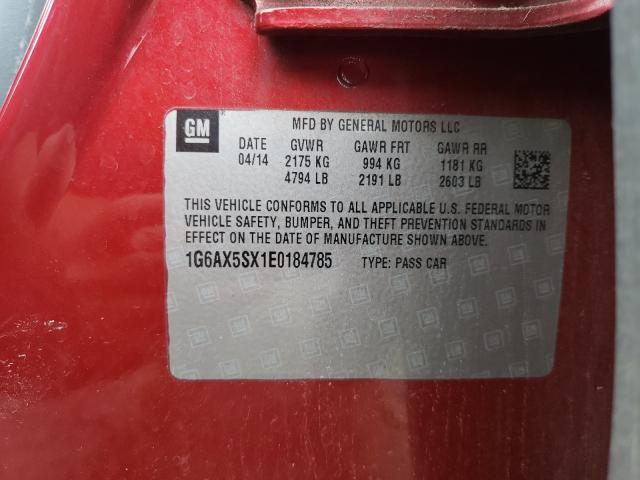 GM
MFD BY GENERAL MOTORS LLC
DATE GVWR GAWR FRT GAWR RR
04/14 2175 KG 994 KG 1181 KG
4794 LB 2191 LB 2603 LB
THIS VEHICLE CONFORMS TO ALL APPLICABLE U.S. FEDERAL MOTOR
VEHICLE SAFETY, BUMPER, AND THEFT PREVENTION STANDARDS IN
EFFECT ON THE DATE OF MANUFACTURE SHOWN ABOVE.
1G6AX5SX1E0184785 TYPE: PASS CAR